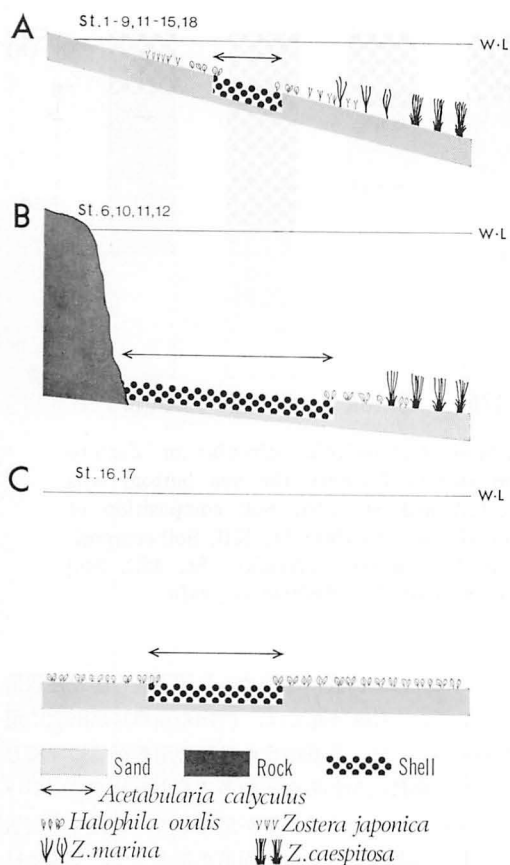 A
St. 1-9, 11-15, 18
W·L
B
St. 6, 10, 11, 12
W·L
C
St. 16, 17
W·L
Sand Rock Shell
Acetabularia calyculus
Halophila ovalis Zostera japonica
Z. marina Z. caespitosa